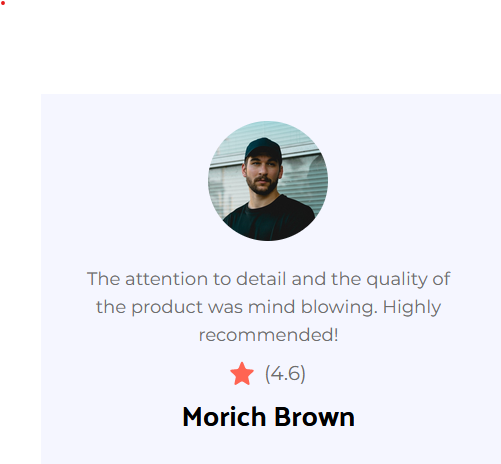 The attention to detail and the quality of
the product was mind blowing. Highly
recommended!
(4.6)
Morich Brown